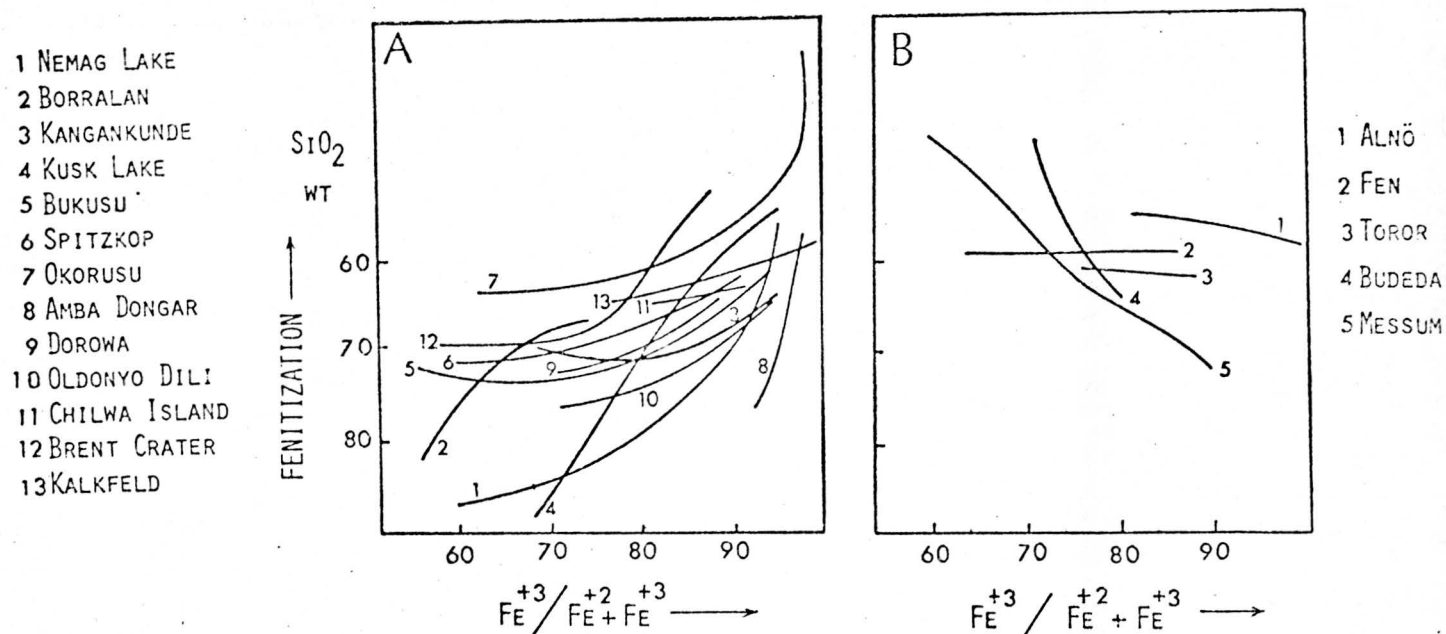 1 NEMAG LAKE
2 BORRALAN
3 KANGANKUNDE
4 KUSK LAKE
5 BUKUSU
6 SPITZKOP
7 OKORUSU
8 AMBA DONGAR
9 DOROWA
10 OLDONYO DILI
11 CHILWA ISLAND
12 BRENT CRATER
13 KALKFELD
SIO2
WT
FENITIZATION
60
70
80
A
7
13
11
12
3
6
9
5
8
10
2
1
4
60 70 80 90
FE+3/FE+2+FE+3
B
1
2
3
4
5
60 70 80 90
FE+3 / FE+2 + FE+3
1 ALNÖ
2 FEN
3 TOROR
4 BUDEDA
5 MESSUM